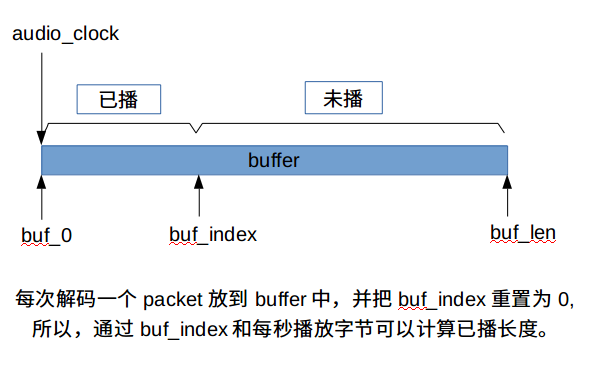 audio_clock
已播
未播
buffer
buf_0
buf_index
buf_len
每次解码一个 packet 放到 buffer 中，并把 buf_index 重置为 0,
所以，通过 buf_index 和每秒播放字节可以计算已播长度。